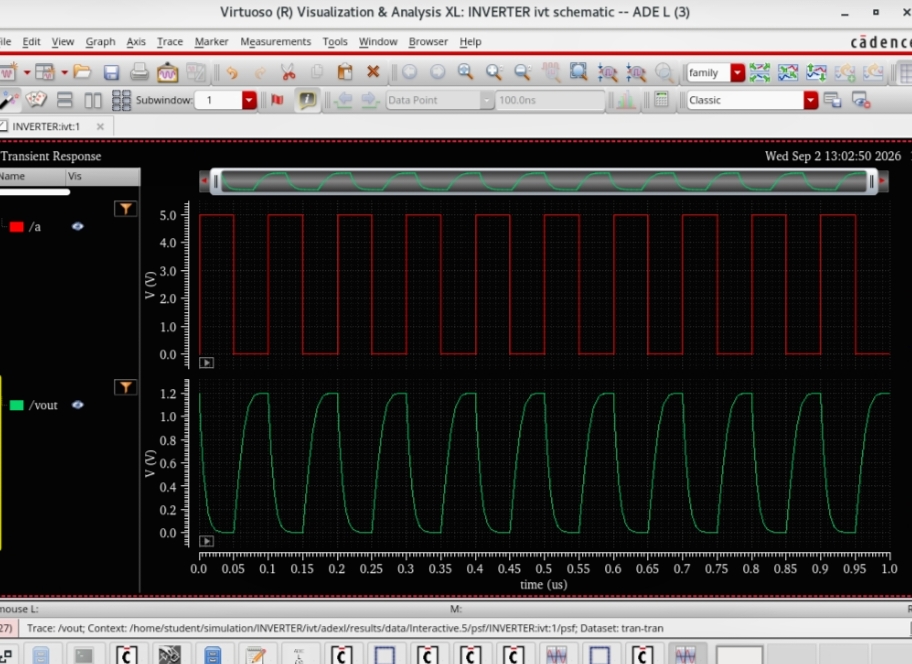 Virtuoso (R) Visualization & Analysis XL: INVERTER ivt schematic -- ADE L (3)
ile Edit View Graph Axis Trace Marker Measurements Tools Window Browser Help cādence
family
Subwindow: 1 Data Point 100.0ns Classic
INVERTER:ivt:1
Transient Response Wed Sep 2 13:02:50 2026
Name Vis
/a
5.0
4.0
3.0
2.0
1.0
0.0
V (V)
/vout
1.2
1.0
0.8
0.6
0.4
0.2
0.0
V (V)
0.0 0.05 0.1 0.15 0.2 0.25 0.3 0.35 0.4 0.45 0.5 0.55 0.6 0.65 0.7 0.75 0.8 0.85 0.9 0.95 1.0
time (us)
mouse L: M: R
27) Trace: /vout; Context: /home/student/simulation/INVERTER/ivt/adexl/results/data/Interactive.5/psf/INVERTER:ivt:1/psf; Dataset: tran-tran